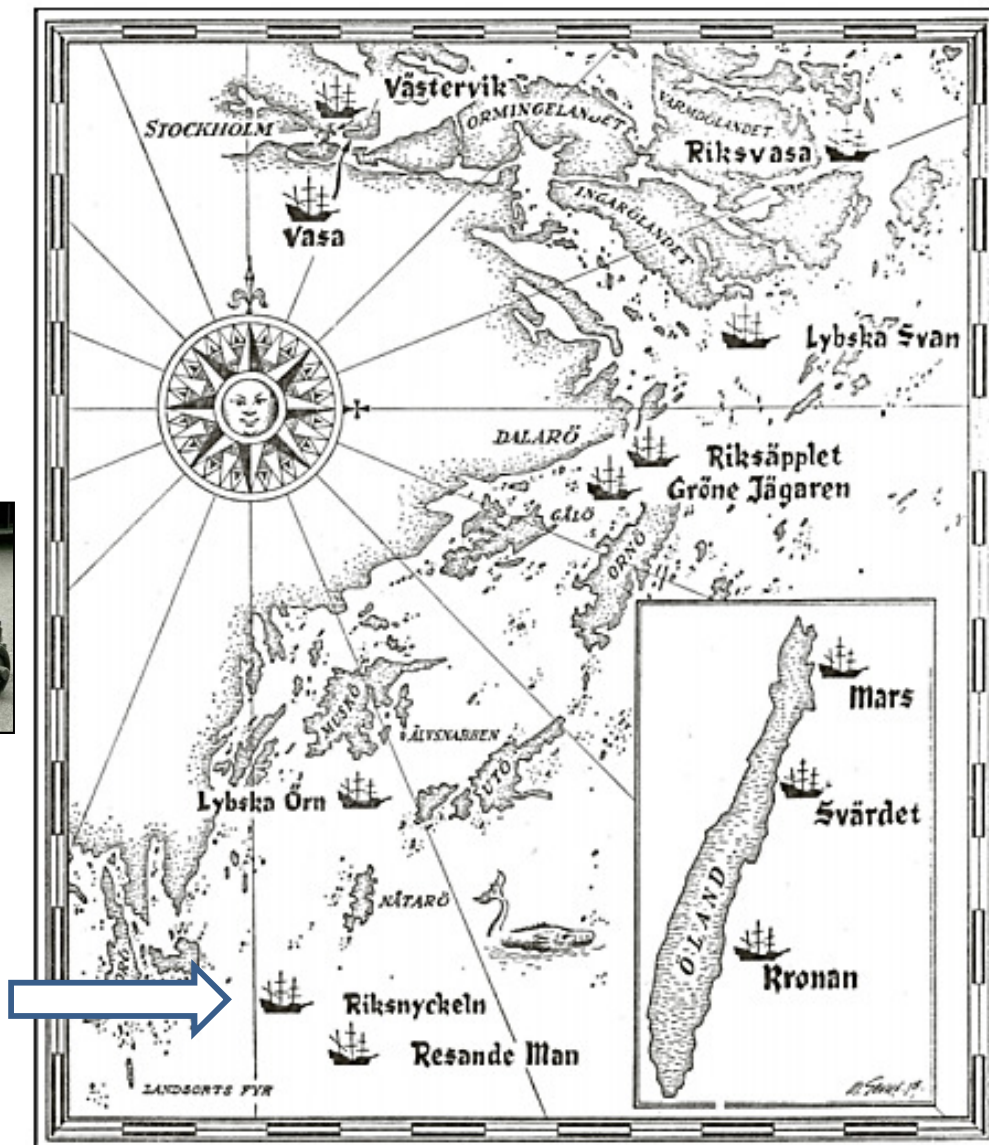 Västervik
STOCKHOLM
ORMINGELANDET
VÄRMDÖLANDET
Riksvasa
Vasa
INGARÖLANDET
Lybska Svan
DALARÖ
Riksäpplet
Gröne Jägaren
GÅLÖ
ORNÖ
Mars
MUSKÖ
ÄLVSNABBEN
UTÖ
Lybska Örn
Svärdet
ÖLAND
NÅTARÖ
Kronan
Riksnyckeln
Resande Man
LANDSORTS FYR